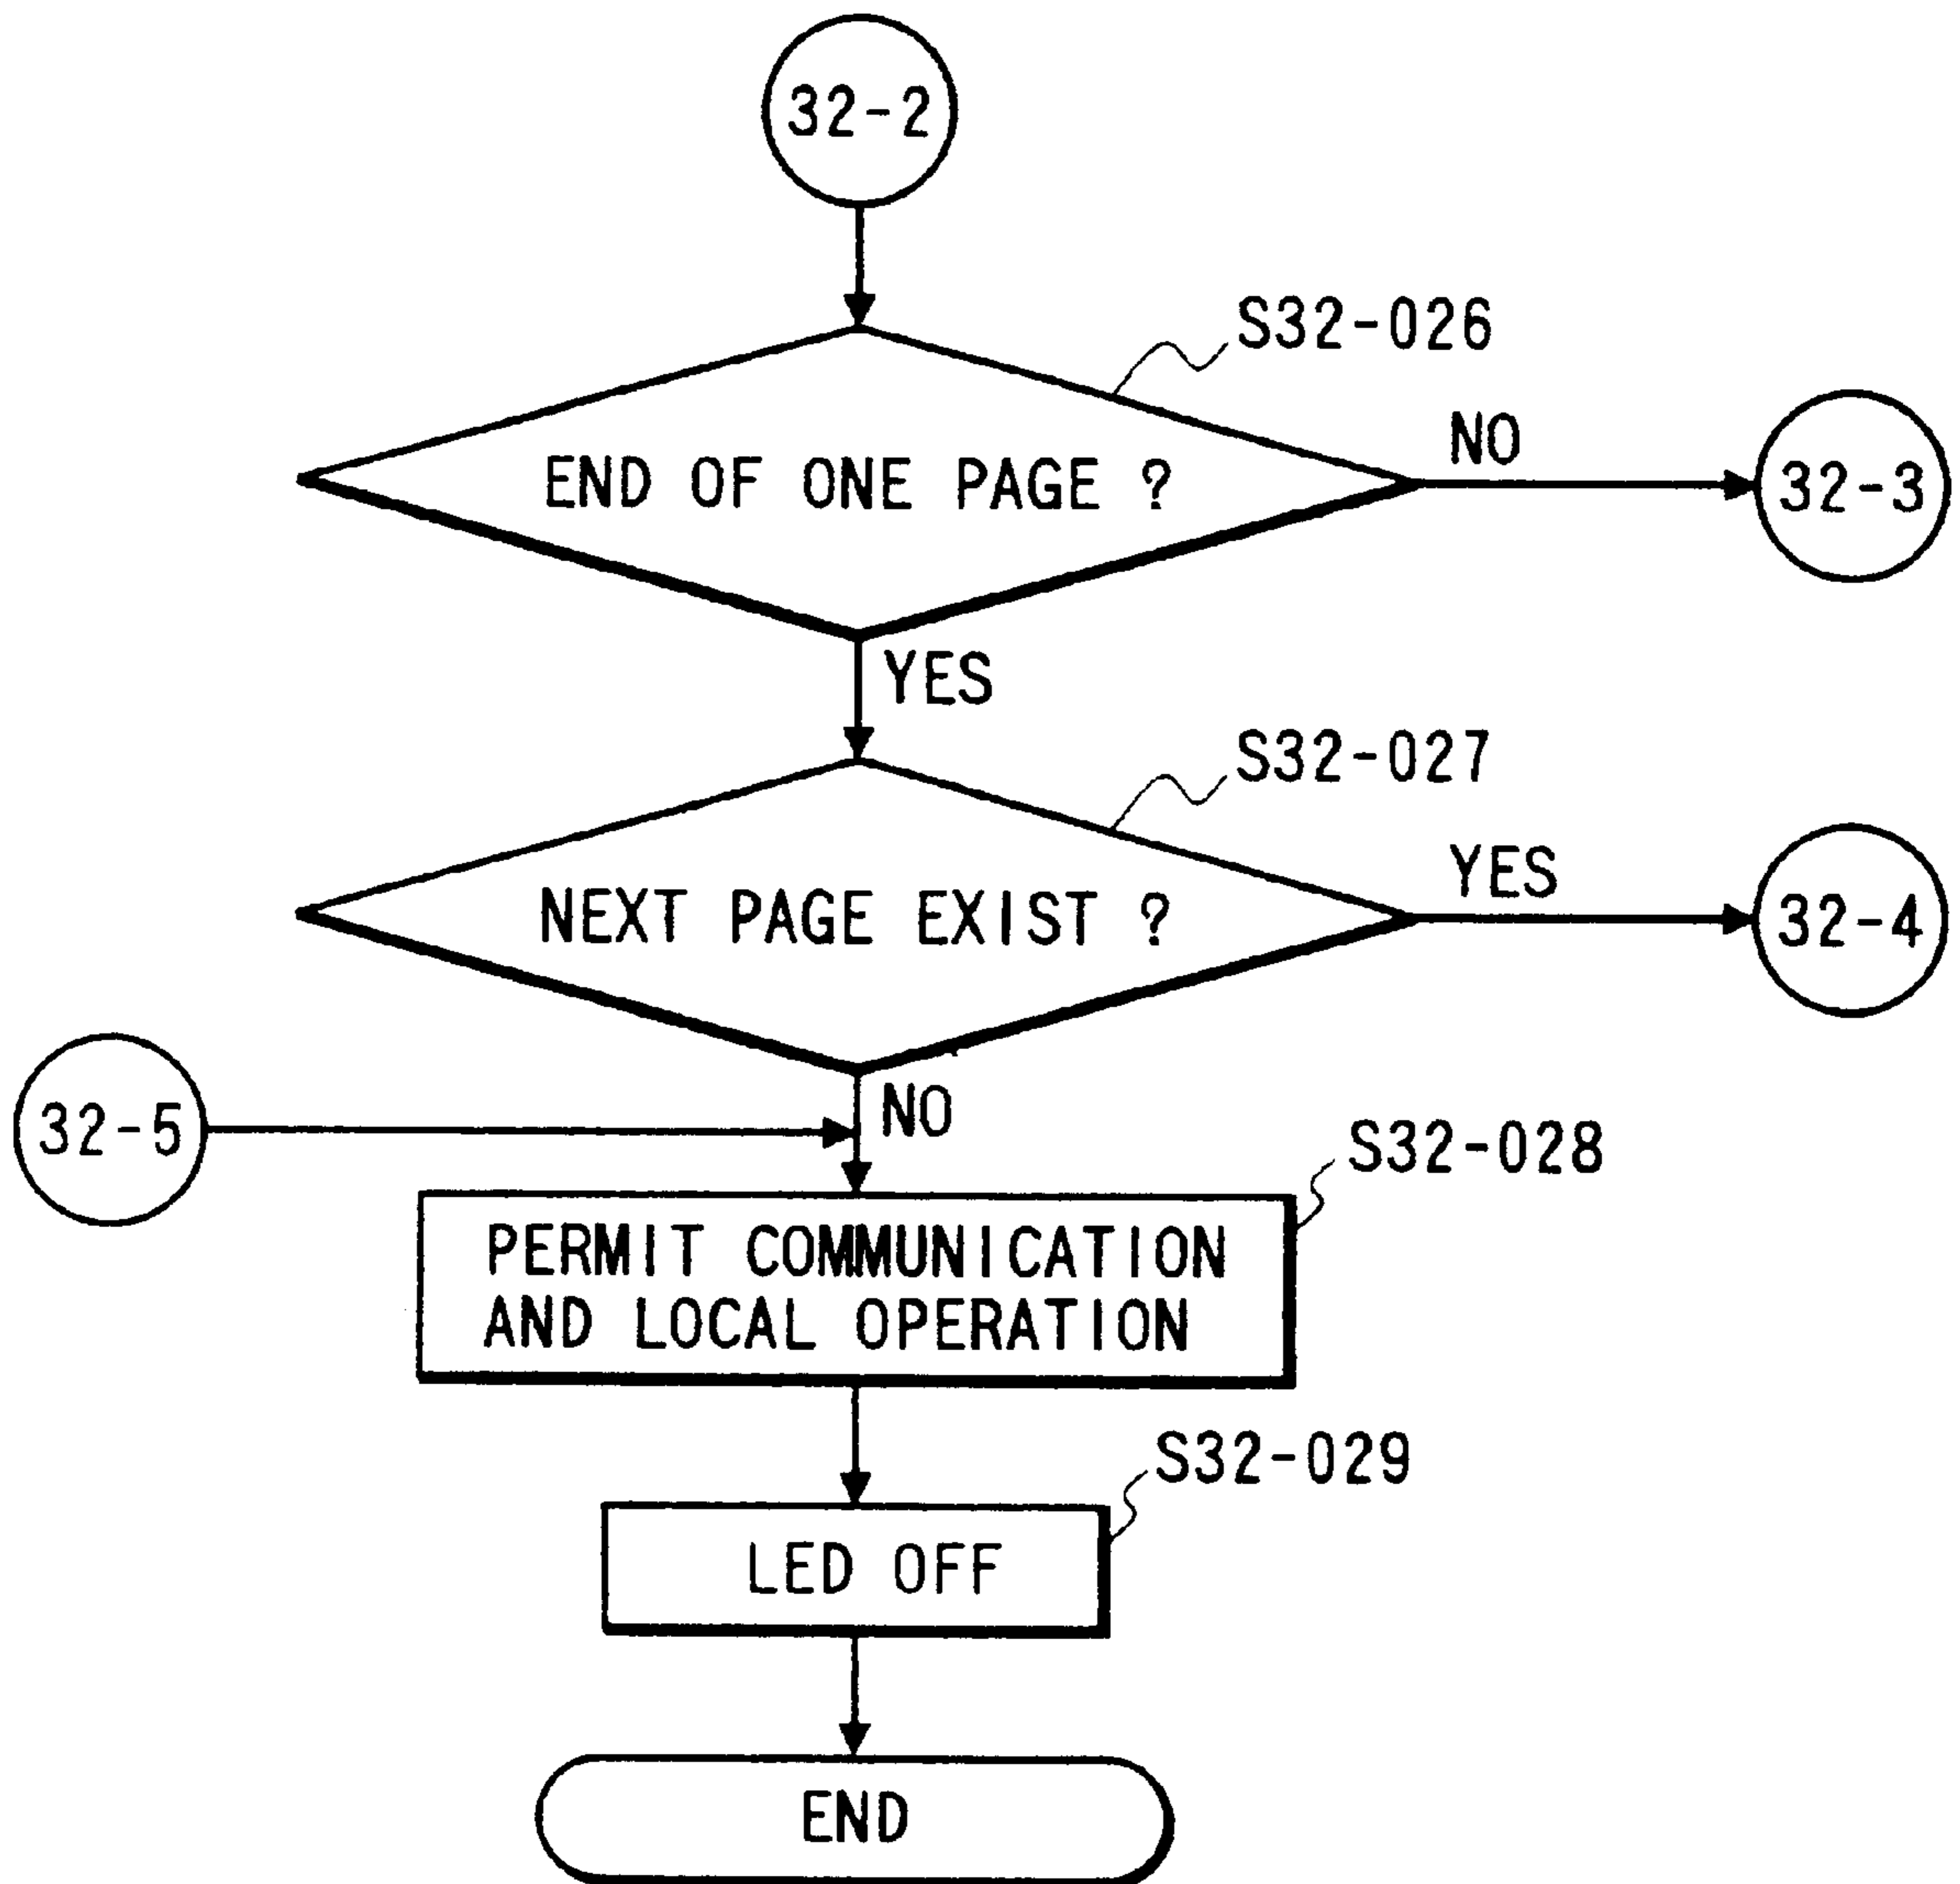 32-2
S32-026
END OF ONE PAGE ?
NO
32-3
YES
S32-027
NEXT PAGE EXIST ?
YES
32-4
NO
32-5
S32-028
PERMIT COMMUNICATION
AND LOCAL OPERATION
S32-029
LED OFF
END